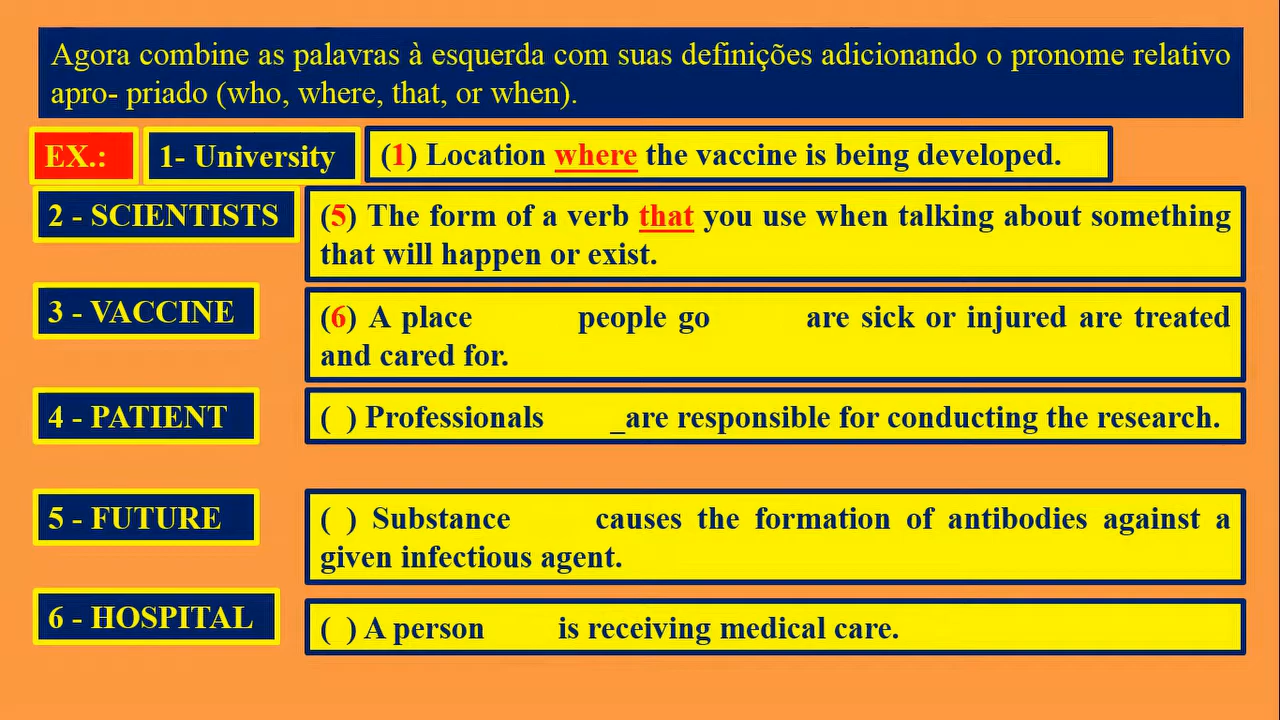 Agora combine as palavras à esquerda com suas definições adicionando o pronome relativo
apro- priado (who, where, that, or when).
EX.: 1- University (1) Location where the vaccine is being developed.
2 - SCIENTISTS (5) The form of a verb that you use when talking about something
that will happen or exist.
3 - VACCINE (6) A place people go are sick or injured are treated
and cared for.
4 - PATIENT ( ) Professionals _are responsible for conducting the research.
5 - FUTURE ( ) Substance causes the formation of antibodies against a
given infectious agent.
6 - HOSPITAL ( ) A person is receiving medical care.